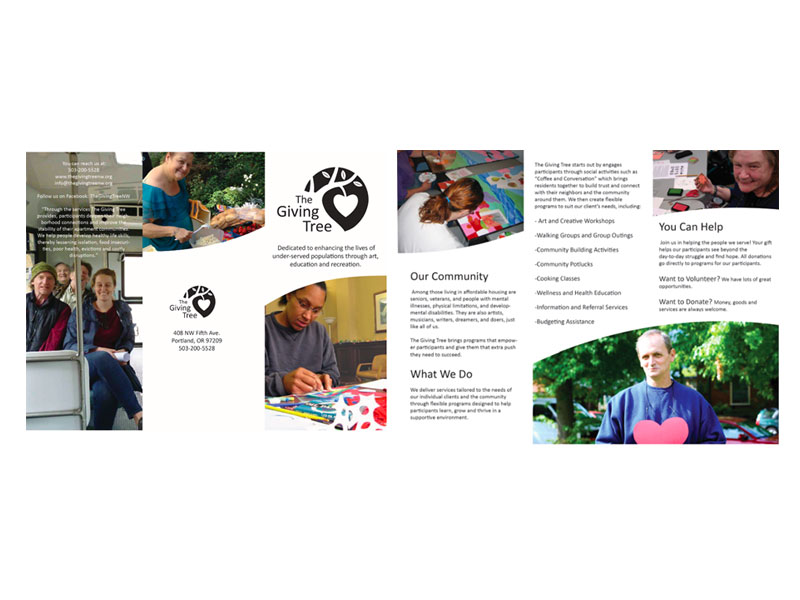 You can reach us at:
503-200-5528
www.thegivingtreenw.org
info@thegivingtreenw.org
Follow us on Facebook: TheGivingTreeNW
"Through the services The Giving Tree
provides, participants deepen their neigh-
borhood connections and improve the
stability of their apartment communities.
We help people develop healthy life skills,
thereby lessening isolation, food insecuri-
ties, poor health, evictions and costly
disruptions."
The
Giving
Tree
408 NW Fifth Ave.
Portland, OR 97209
503-200-5528
The
Giving
Tree
Dedicated to enhancing the lives of
under-served populations through art,
education and recreation.
Our Community
Among those living in affordable housing are
seniors, veterans, and people with mental
illnesses, physical limitations, and develop-
mental disabilities. They are also artists,
musicians, writers, dreamers, and doers, just
like all of us.
The Giving Tree brings programs that empow-
er participants and give them that extra push
they need to succeed.
What We Do
We deliver services tailored to the needs of
our individual clients and the community
through flexible programs designed to help
participants learn, grow and thrive in a
supportive environment.
The Giving Tree starts out by engages
participants through social activities such as
"Coffee and Conversation" which brings
residents together to build trust and connect
with their neighbors and the community
around them. We then create flexible
programs to suit our client's needs, including:
- Art and Creative Workshops
-Walking Groups and Group Outings
-Community Building Activities
-Community Potlucks
-Cooking Classes
-Wellness and Health Education
-Information and Referral Services
-Budgeting Assistance
You Can Help
Join us in helping the people we serve! Your gift
helps our participants see beyond the
day-to-day struggle and find hope. All donations
go directly to programs for our participants.
Want to Volunteer? We have lots of great
opportunities.
Want to Donate? Money, goods and
services are always welcome.